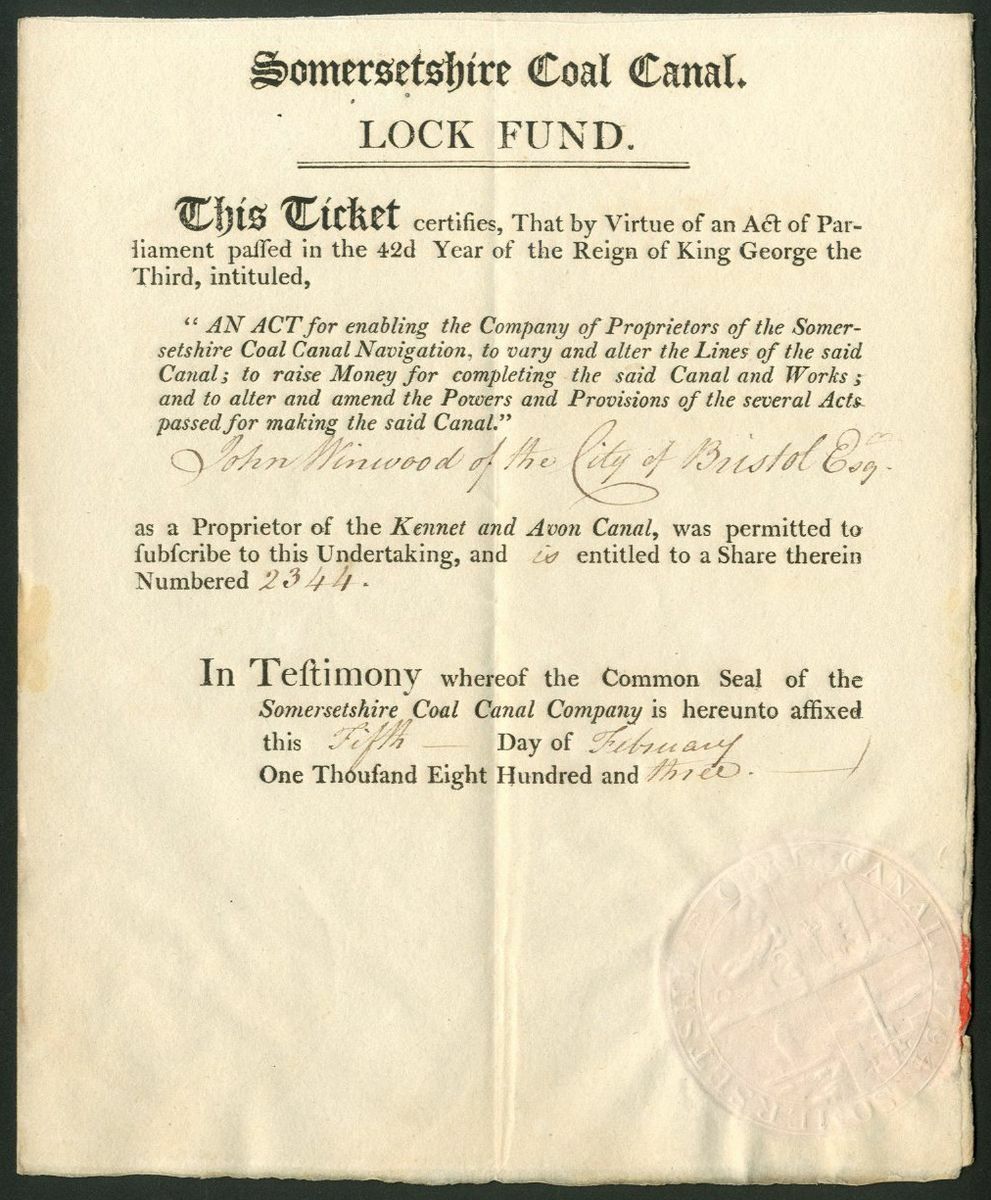 Somersetshire Coal Canal.
LOCK FUND.
This Ticket certifies, That by Virtue of an Act of Par-
liament paſſed in the 42d Year of the Reign of King George the
Third, intituled,
“ AN ACT for enabling the Company of Proprietors of the Somer-
setshire Coal Canal Navigation, to vary and alter the Lines of the said
Canal; to raise Money for completing the said Canal and Works;
and to alter and amend the Powers and Provisions of the several Acts
passed for making the said Canal.”
John Winwood of the City of Bristol Esq.
as a Proprietor of the Kennet and Avon Canal, was permitted to
ſubſcribe to this Undertaking, and is entitled to a Share therein
Numbered 2344.
In Teſtimony whereof the Common Seal of the
Somersetshire Coal Canal Company is hereunto affixed
this Fifth — Day of February
One Thouſand Eight Hundred and three. —
CANAL